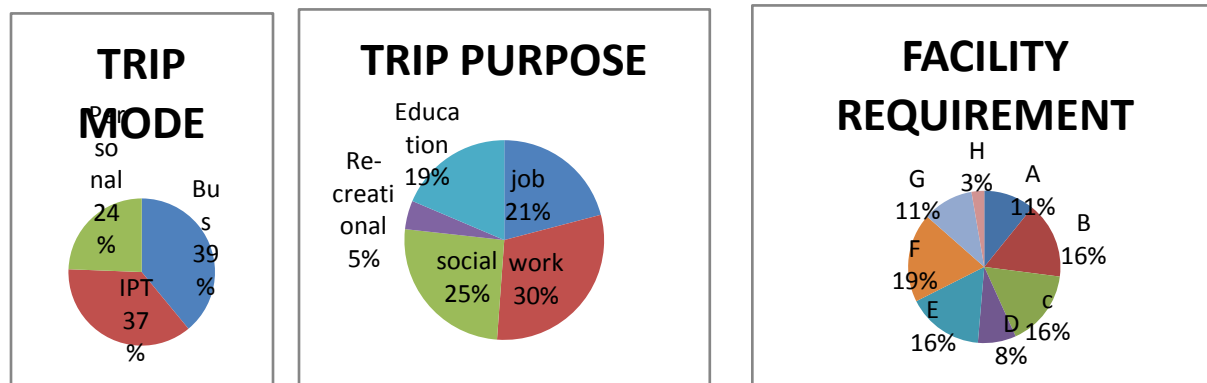 TRIP
MODE
Per
so
nal
24
%
Bu
s
39
%
IPT
37
%
TRIP PURPOSE
Educa
tion
19%
Re-
creati
onal
5%
job
21%
social
25%
work
30%
FACILITY
REQUIREMENT
H
3%
A
11%
G
11%
B
16%
F
19%
c
16%
E
16%
D
8%